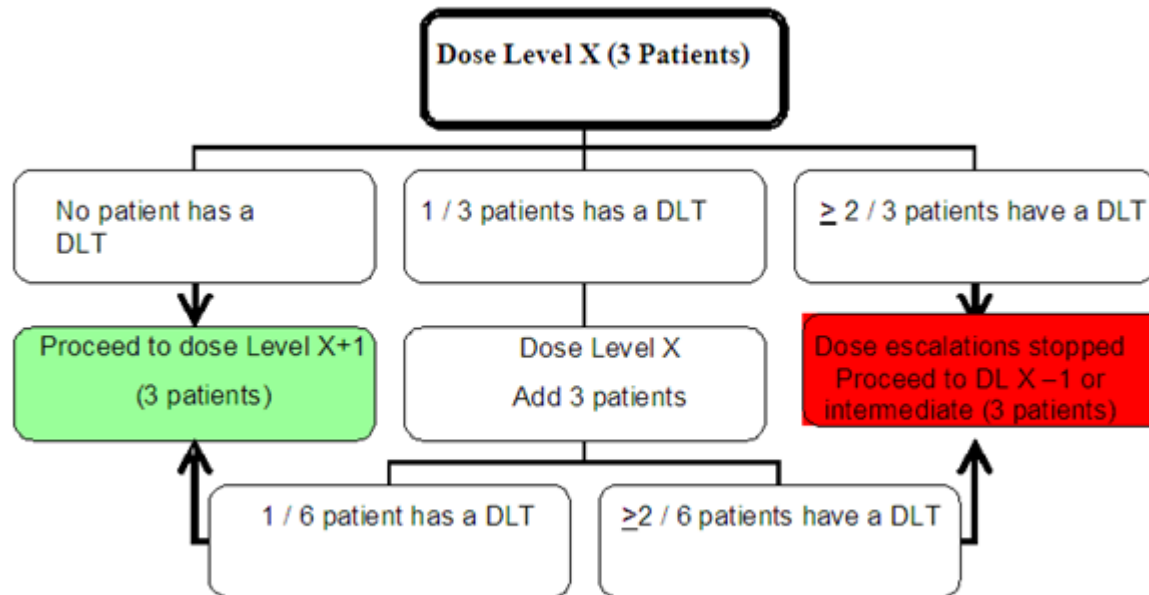 Dose Level X (3 Patients)
No patient has a
DLT
1 / 3 patients has a DLT
≥ 2 / 3 patients have a DLT
Proceed to dose Level X+1
(3 patients)
Dose Level X
Add 3 patients
Dose escalations stopped
Proceed to DL X –1 or
intermediate (3 patients)
1 / 6 patient has a DLT
≥2 / 6 patients have a DLT